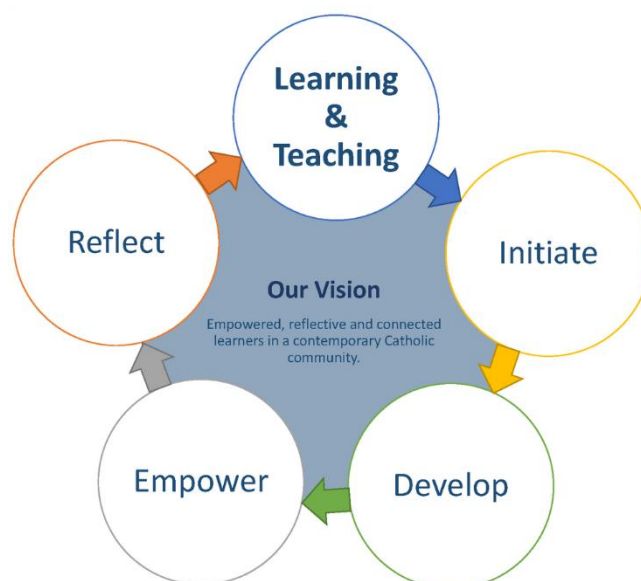 Learning
&
Teaching
Reflect
Initiate
Our Vision
Empowered, reflective and connected
learners in a contemporary Catholic
community.
Empower
Develop